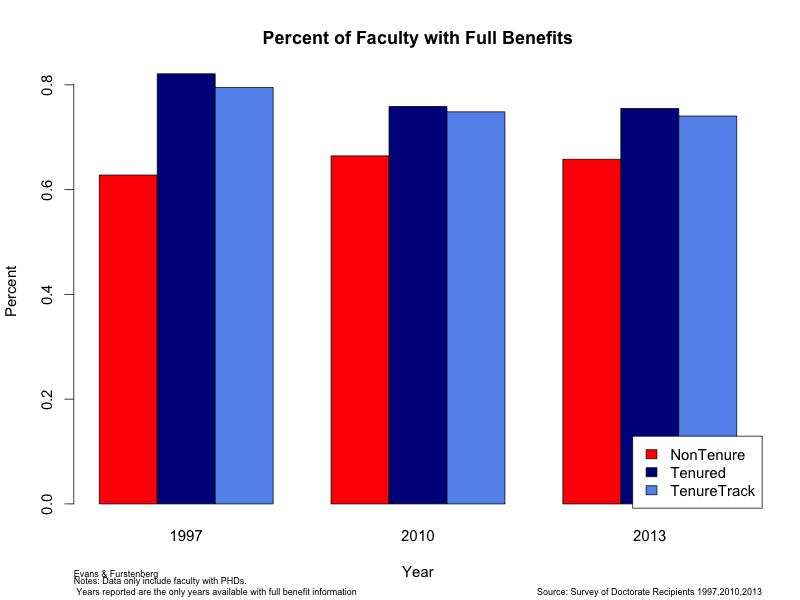 Percent of Faculty with Full Benefits
Percent
0.8
0.6
0.4
0.2
0.0
NonTenure
Tenured
TenureTrack
1997 2010 2013
Year
Evans & Furstenberg
Notes: Data only include faculty with PHDs.
Years reported are the only years available with full benefit information
Source: Survey of Doctorate Recipients 1997,2010,2013